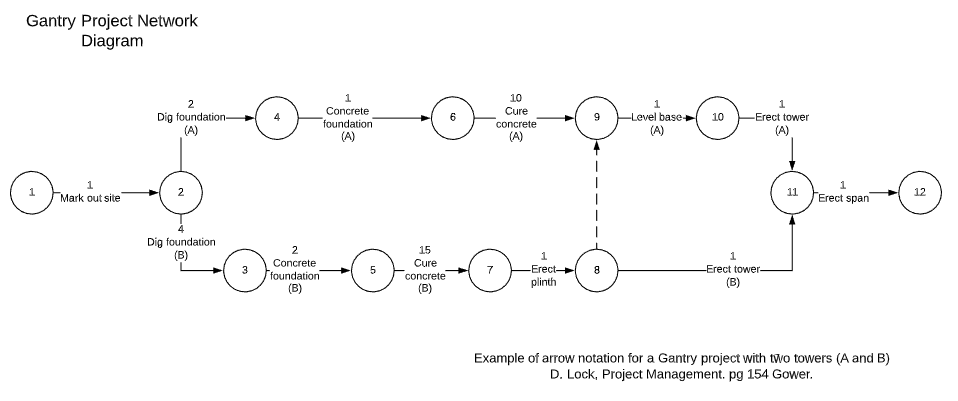 Gantry Project Network
Diagram
2
Dig foundation
(A)
4
1
Concrete
foundation
(A)
6
10
Cure
concrete
(A)
9
1
Level base
(A)
10
1
Erect tower
(A)
1
1
Mark out site
2
11
1
Erect span
12
4
Dig foundation
(B)
3
2
Concrete
foundation
(B)
5
15
Cure
concrete
(B)
7
1
Erect
plinth
8
1
Erect tower
(B)
Example of arrow notation for a Gantry project with two towers (A and B)
D. Lock, Project Management. pg 154 Gower.